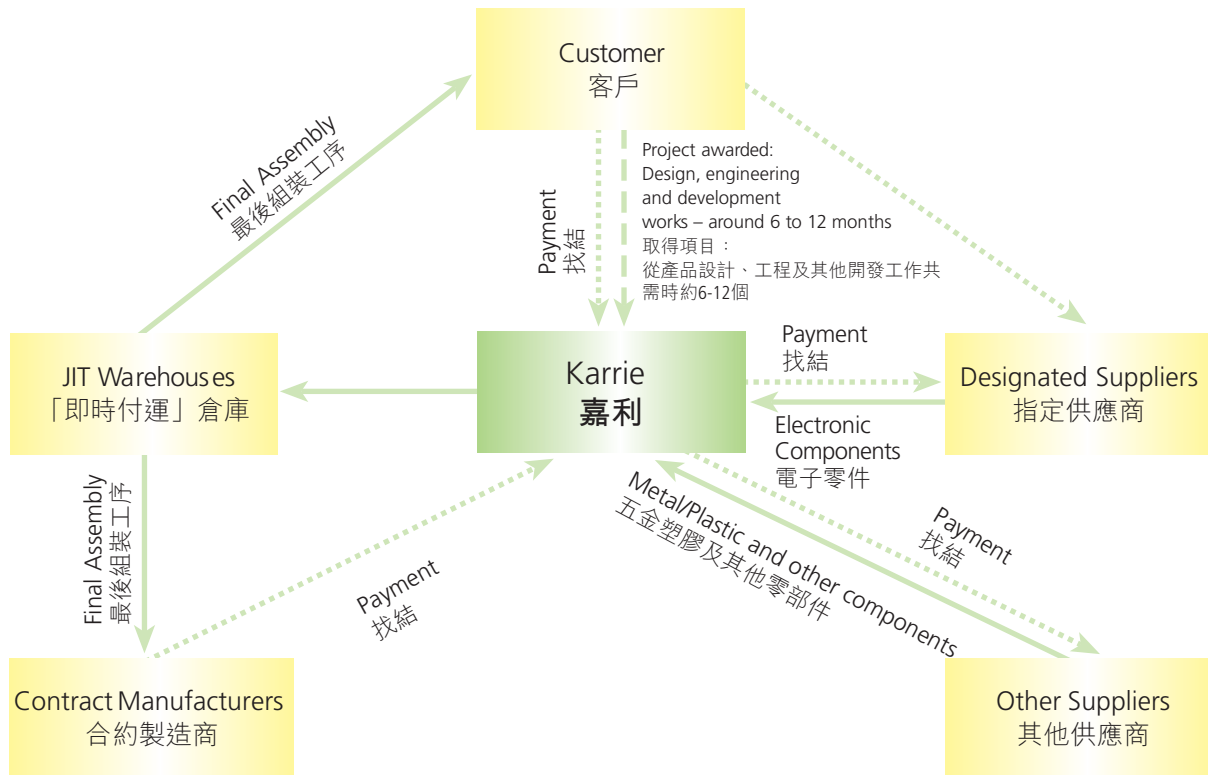 Customer
客戶
Final Assembly
最後組裝工序
Payment
找結
Project awarded:
Design, engineering
and development
works – around 6 to 12 months
取得項目：
從產品設計、工程及其他開發工作共
需時約6-12個
JIT Warehouses
「即時付運」倉庫
Karrie
嘉利
Payment
找結
Designated Suppliers
指定供應商
Electronic
Components
電子零件
Final Assembly
最後組裝工序
Payment
找結
Metal/Plastic and other components
五金塑膠及其他零部件
Payment
找結
Contract Manufacturers
合約製造商
Other Suppliers
其他供應商